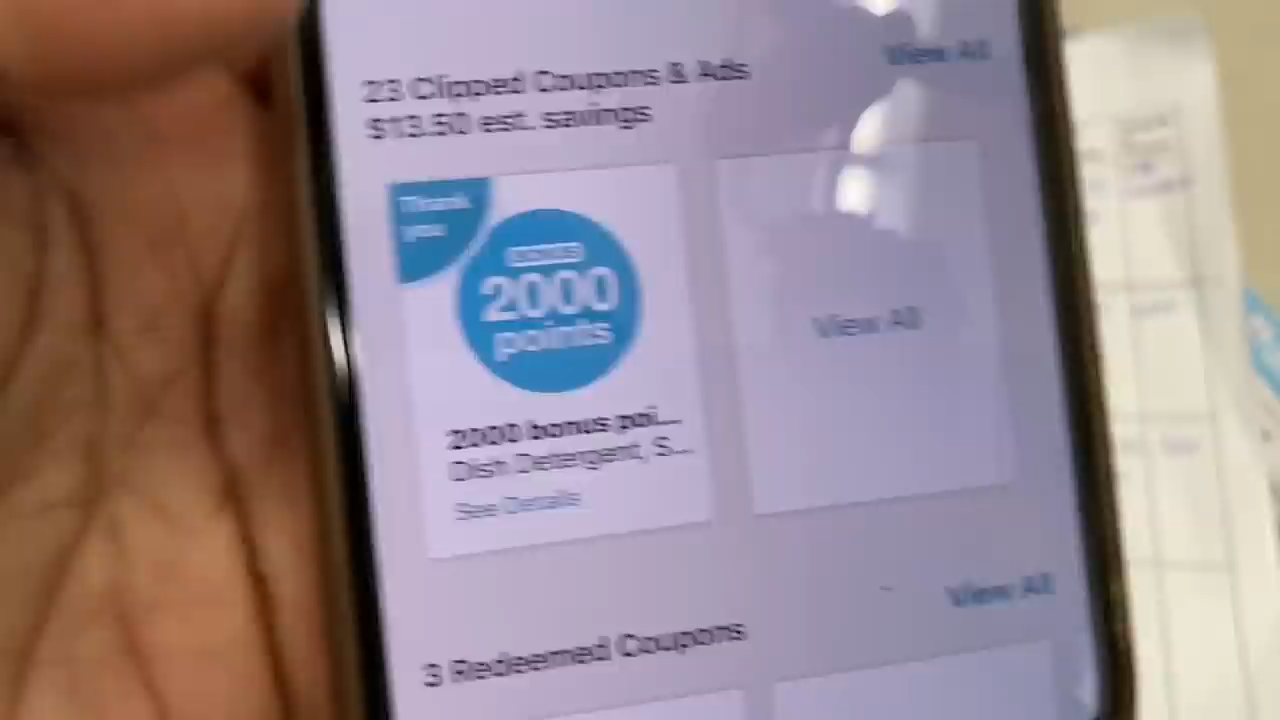 View All
23 Clipped Coupons & Ads
$13.50 est. savings
Thank
you
BONUS
2000
points
2000 bonus poi...
Dish Detergent, S...
See Details
View All
View All
3 Redeemed Coupons